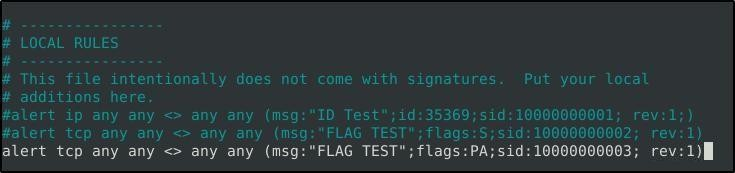 # ----------------
# LOCAL RULES
# ----------------
# This file intentionally does not come with signatures.  Put your local
# additions here.
#alert ip any any <> any any (msg:"ID Test";id:35369;sid:10000000001; rev:1;)
#alert tcp any any <> any any (msg:"FLAG TEST";flags:S;sid:10000000002; rev:1)
alert tcp any any <> any any (msg:"FLAG TEST";flags:PA;sid:10000000003; rev:1)